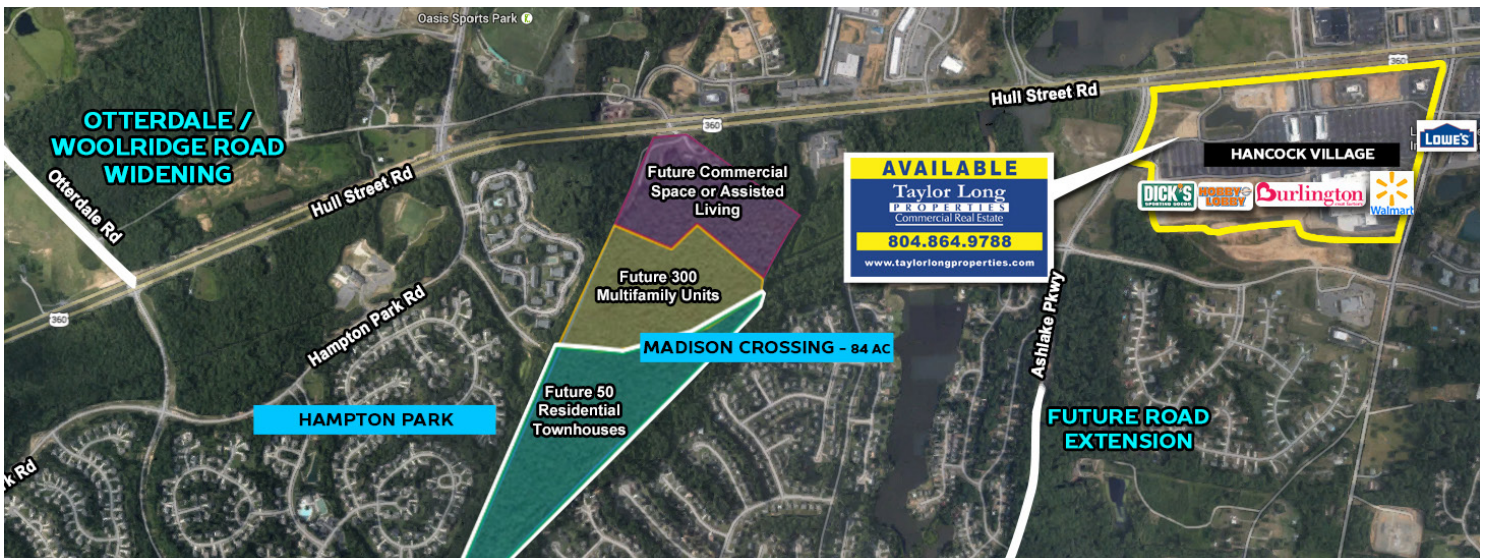 Oasis Sports Park
OTTERDALE /
WOOLRIDGE ROAD
WIDENING
Otterdale Rd
Hull Street Rd
360
Hull Street Rd
360
360
Future Commercial
Space or Assisted
Living
Future 300
Multifamily Units
Future 50
Residential
Townhouses
MADISON CROSSING - 84 AC
HAMPTON PARK
Hampton Park Rd
k Rd
AVAILABLE
Taylor Long
PROPERTIES
Commercial Real Estate
804.864.9788
www.taylorlongproperties.com
HANCOCK VILLAGE
LOWE'S
DICK'S
SPORTING GOODS
HOBBY
LOBBY
Burlington
Walmart
Ashlake Pkwy
FUTURE ROAD
EXTENSION